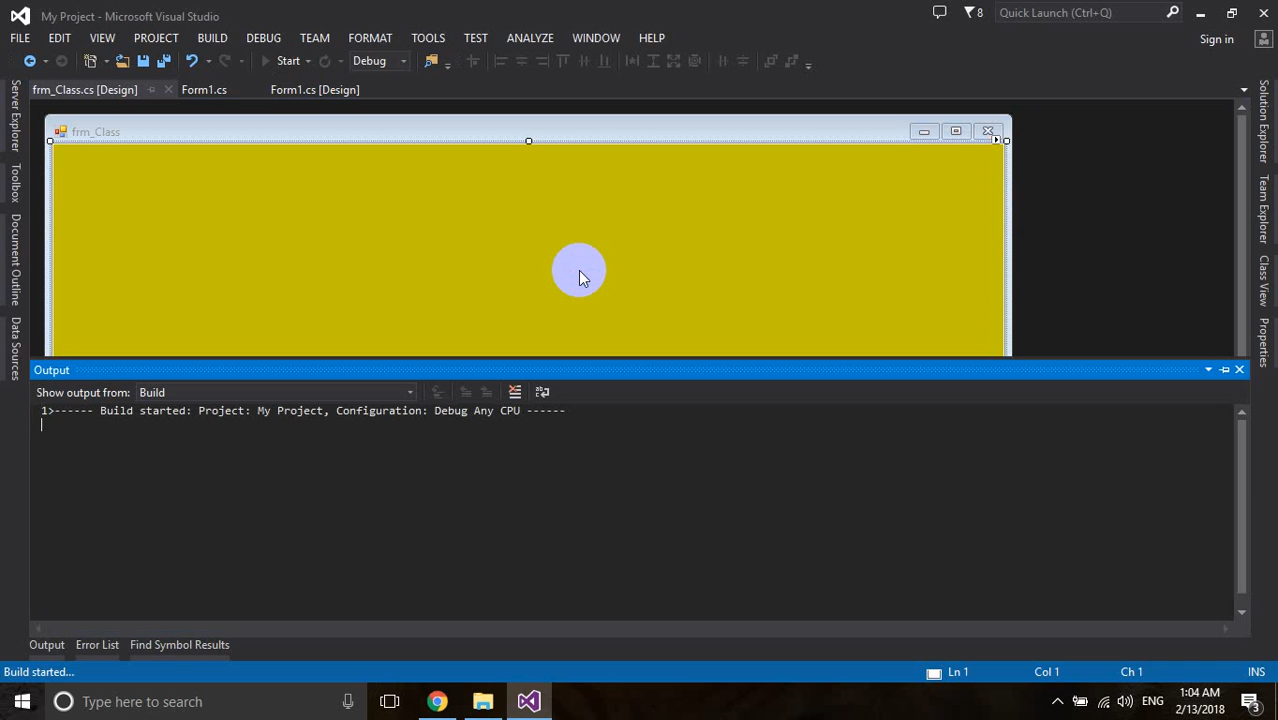 My Project - Microsoft Visual Studio
8
Quick Launch (Ctrl+Q)
FILE EDIT VIEW PROJECT BUILD DEBUG TEAM FORMAT TOOLS TEST ANALYZE WINDOW HELP
Sign in
Start
Debug
frm_Class.cs [Design] Form1.cs Form1.cs [Design]
Server Explorer
Toolbox
Document Outline
Data Sources
frm_Class
Solution Explorer
Team Explorer
Class View
Properties
Output
Show output from: Build
1>------ Build started: Project: My Project, Configuration: Debug Any CPU ------
Output Error List Find Symbol Results
Build started... Ln 1 Col 1 Ch 1 INS
Type here to search
ENG
1:04 AM
2/13/2018
3